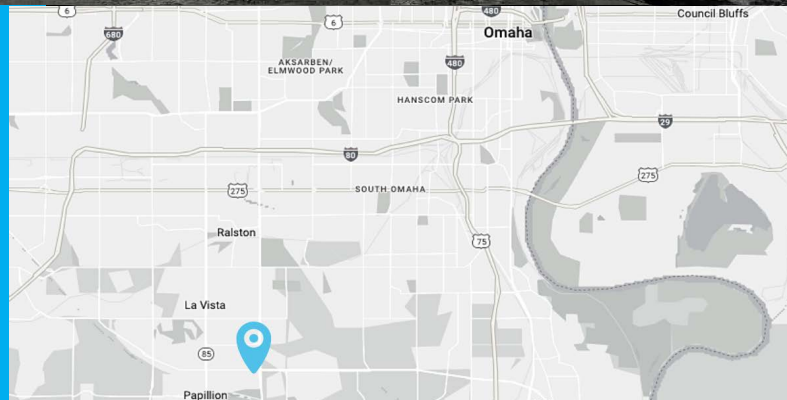 6
6
480
Council Bluffs
680
Omaha
AKSARBEN/
ELMWOOD PARK
480
HANSCOM PARK
29
80
275
SOUTH OMAHA
275
Ralston
75
La Vista
85
Papillion